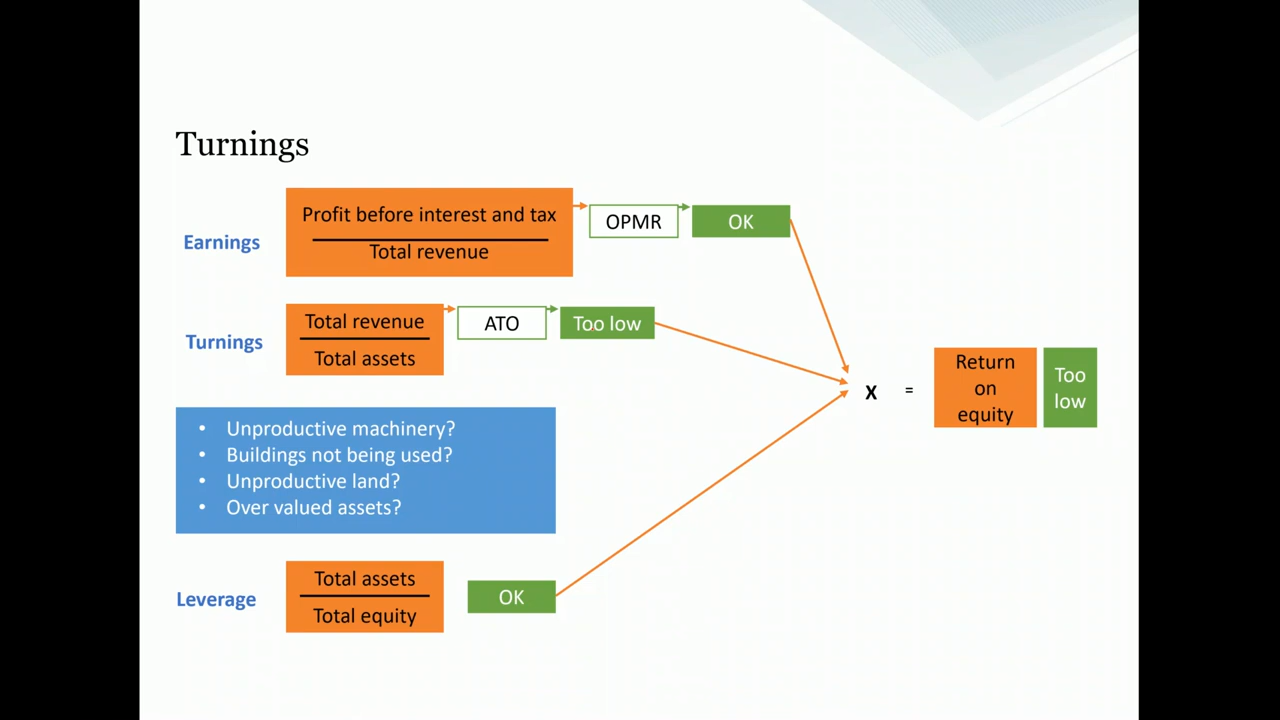 Turnings
Profit before interest and tax
Total revenue
OPMR
OK
Earnings
Total revenue
Total assets
ATO
Too low
Turnings
• Unproductive machinery?
• Buildings not being used?
• Unproductive land?
• Over valued assets?
Total assets
Total equity
OK
Leverage
X
=
Return
on
equity
Too
low